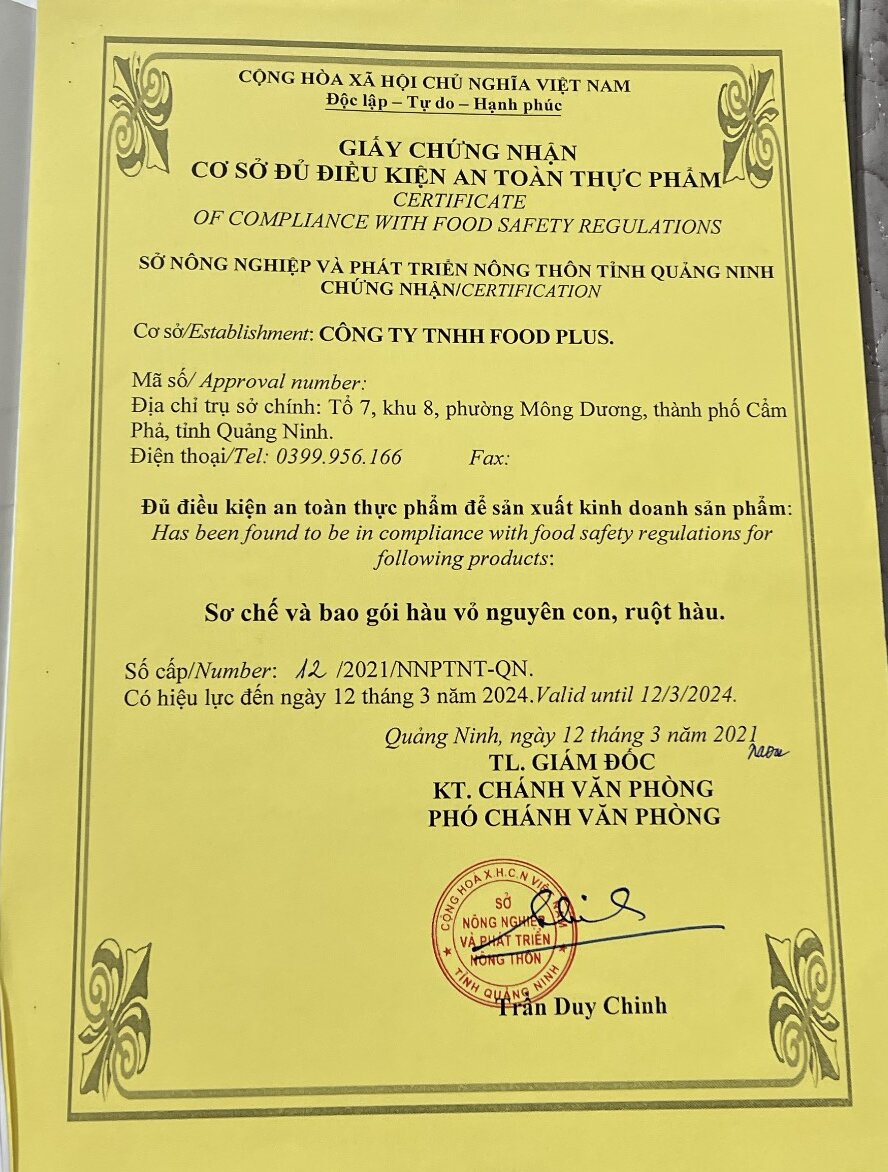 CỘNG HÒA XÃ HỘI CHỦ NGHĨA VIỆT NAM
Độc lập – Tự do – Hạnh phúc
GIẤY CHỨNG NHẬN
CƠ SỞ ĐỦ ĐIỀU KIỆN AN TOÀN THỰC PHẨM
CERTIFICATE
OF COMPLIANCE WITH FOOD SAFETY REGULATIONS
SỞ NÔNG NGHIỆP VÀ PHÁT TRIỂN NÔNG THÔN TỈNH QUẢNG NINH
CHỨNG NHẬN/CERTIFICATION
Cơ sở/Establishment: CÔNG TY TNHH FOOD PLUS.
Mã số/ Approval number:
Địa chỉ trụ sở chính: Tổ 7, khu 8, phường Mông Dương, thành phố Cẩm
Phả, tỉnh Quảng Ninh.
Điện thoại/Tel: 0399.956.166 Fax:
Đủ điều kiện an toàn thực phẩm để sản xuất kinh doanh sản phẩm:
Has been found to be in compliance with food safety regulations for
following products:
Sơ chế và bao gói hàu vỏ nguyên con, ruột hàu.
Số cấp/Number: 12 /2021/NNPTNT-QN.
Có hiệu lực đến ngày 12 tháng 3 năm 2024.Valid until 12/3/2024.
Quảng Ninh, ngày 12 tháng 3 năm 2021
TL. GIÁM ĐỐC
KT. CHÁNH VĂN PHÒNG
PHÓ CHÁNH VĂN PHÒNG
CỘNG HÒA X.H.C.N VIỆT NAM
SỞ
NÔNG NGHIỆP
VÀ PHÁT TRIỂN
NÔNG THÔN
TỈNH QUẢNG NINH
Trần Duy Chinh